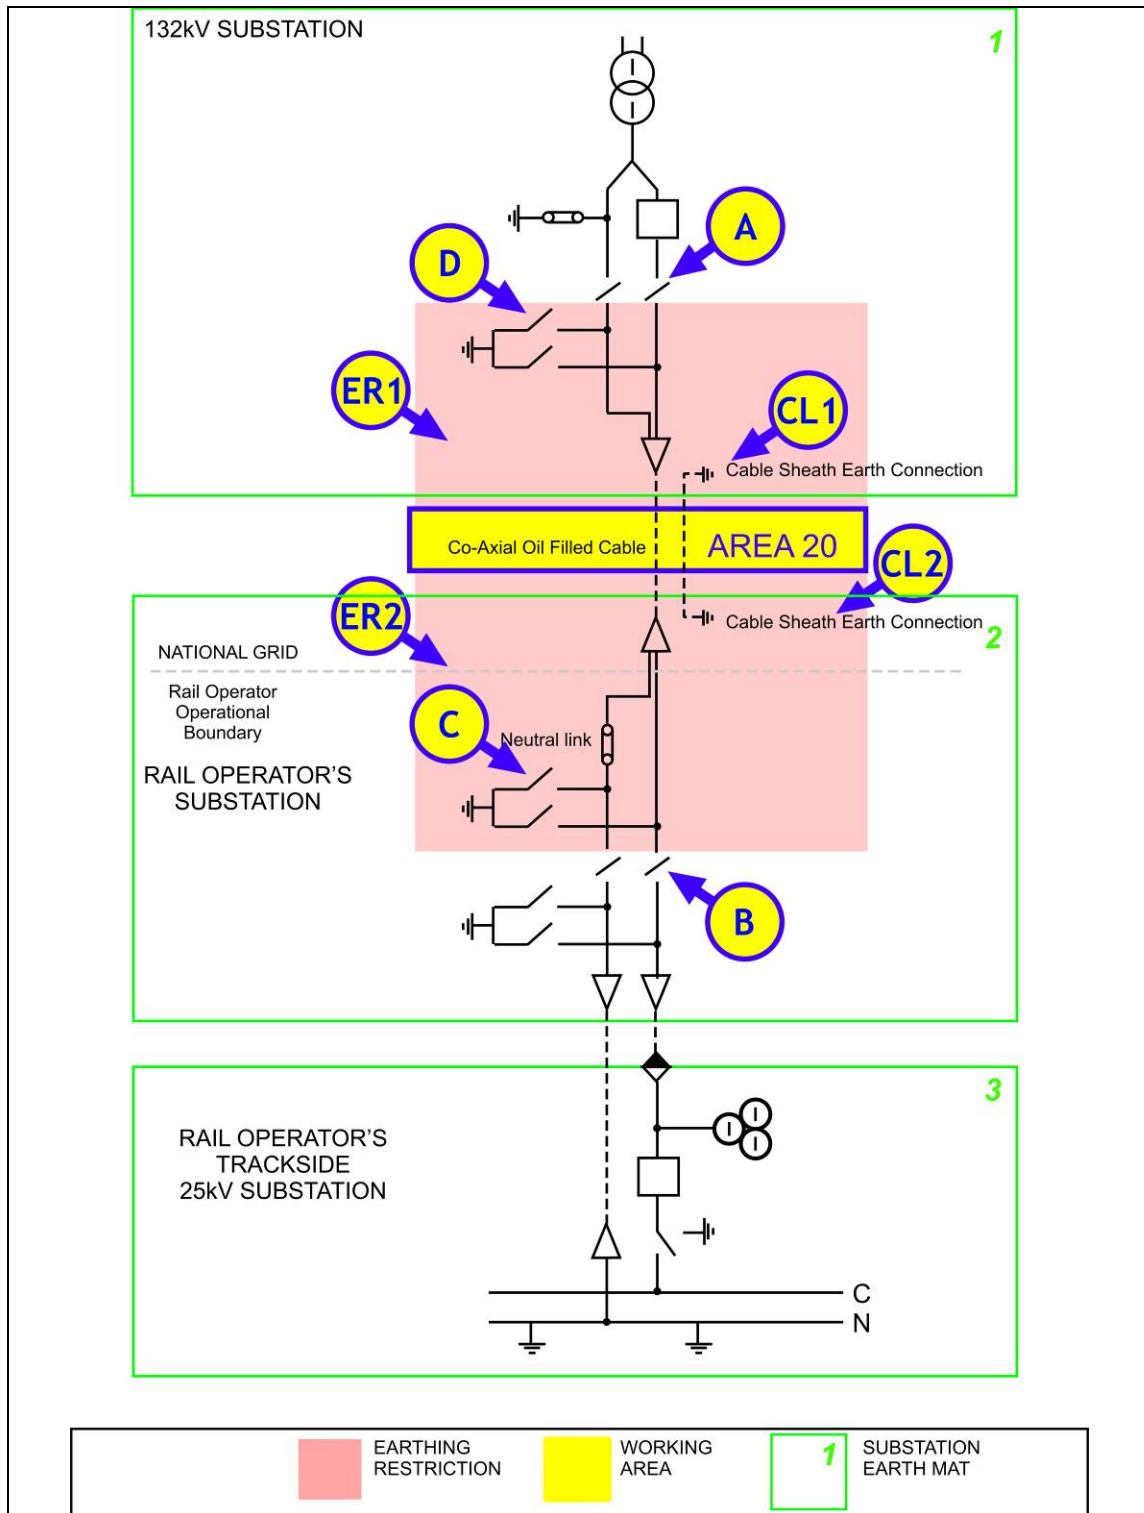 132kV SUBSTATION
1
A
D
ER1
CL1
Cable Sheath Earth Connection
Co-Axial Oil Filled Cable
AREA 20
CL2
ER2
Cable Sheath Earth Connection
2
NATIONAL GRID
Rail Operator
Operational
Boundary
C
Neutral link
RAIL OPERATOR'S
SUBSTATION
B
3
RAIL OPERATOR'S
TRACKSIDE
25kV SUBSTATION
C
N
EARTHING
RESTRICTION
WORKING
AREA
1
SUBSTATION
EARTH MAT